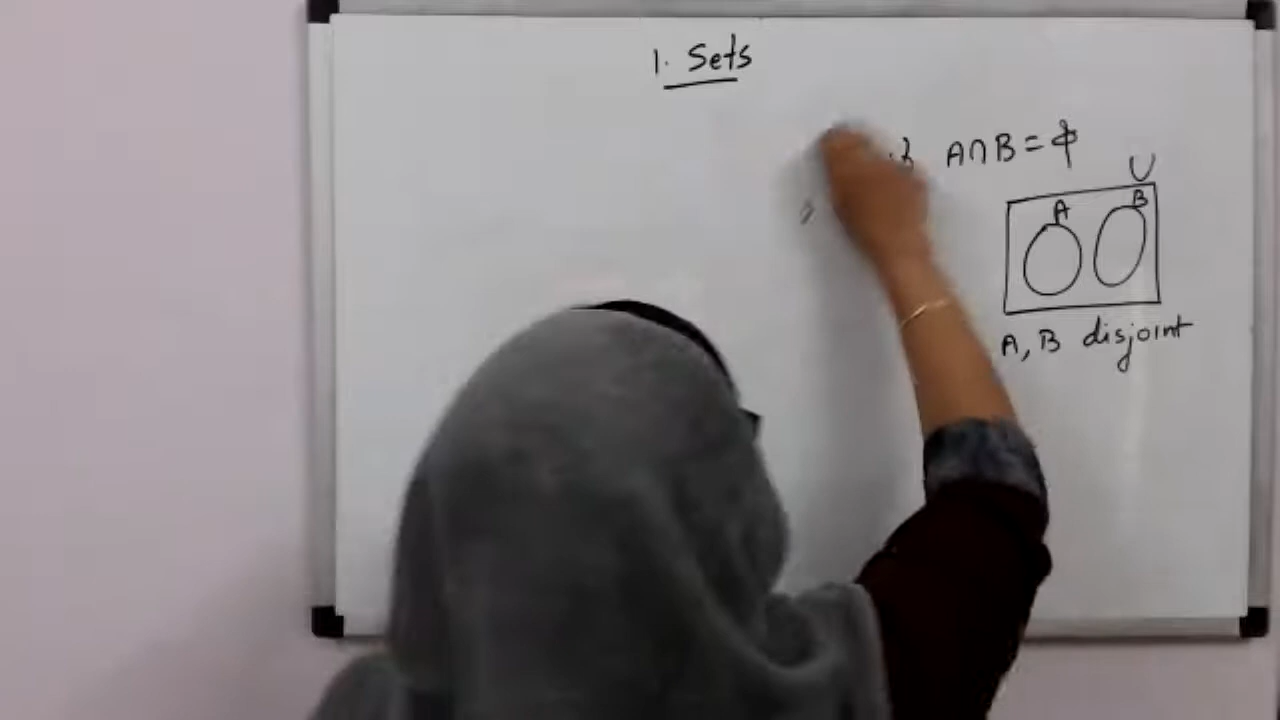 1. Sets
A∩B = ϕ
U
A B
A, B disjoint